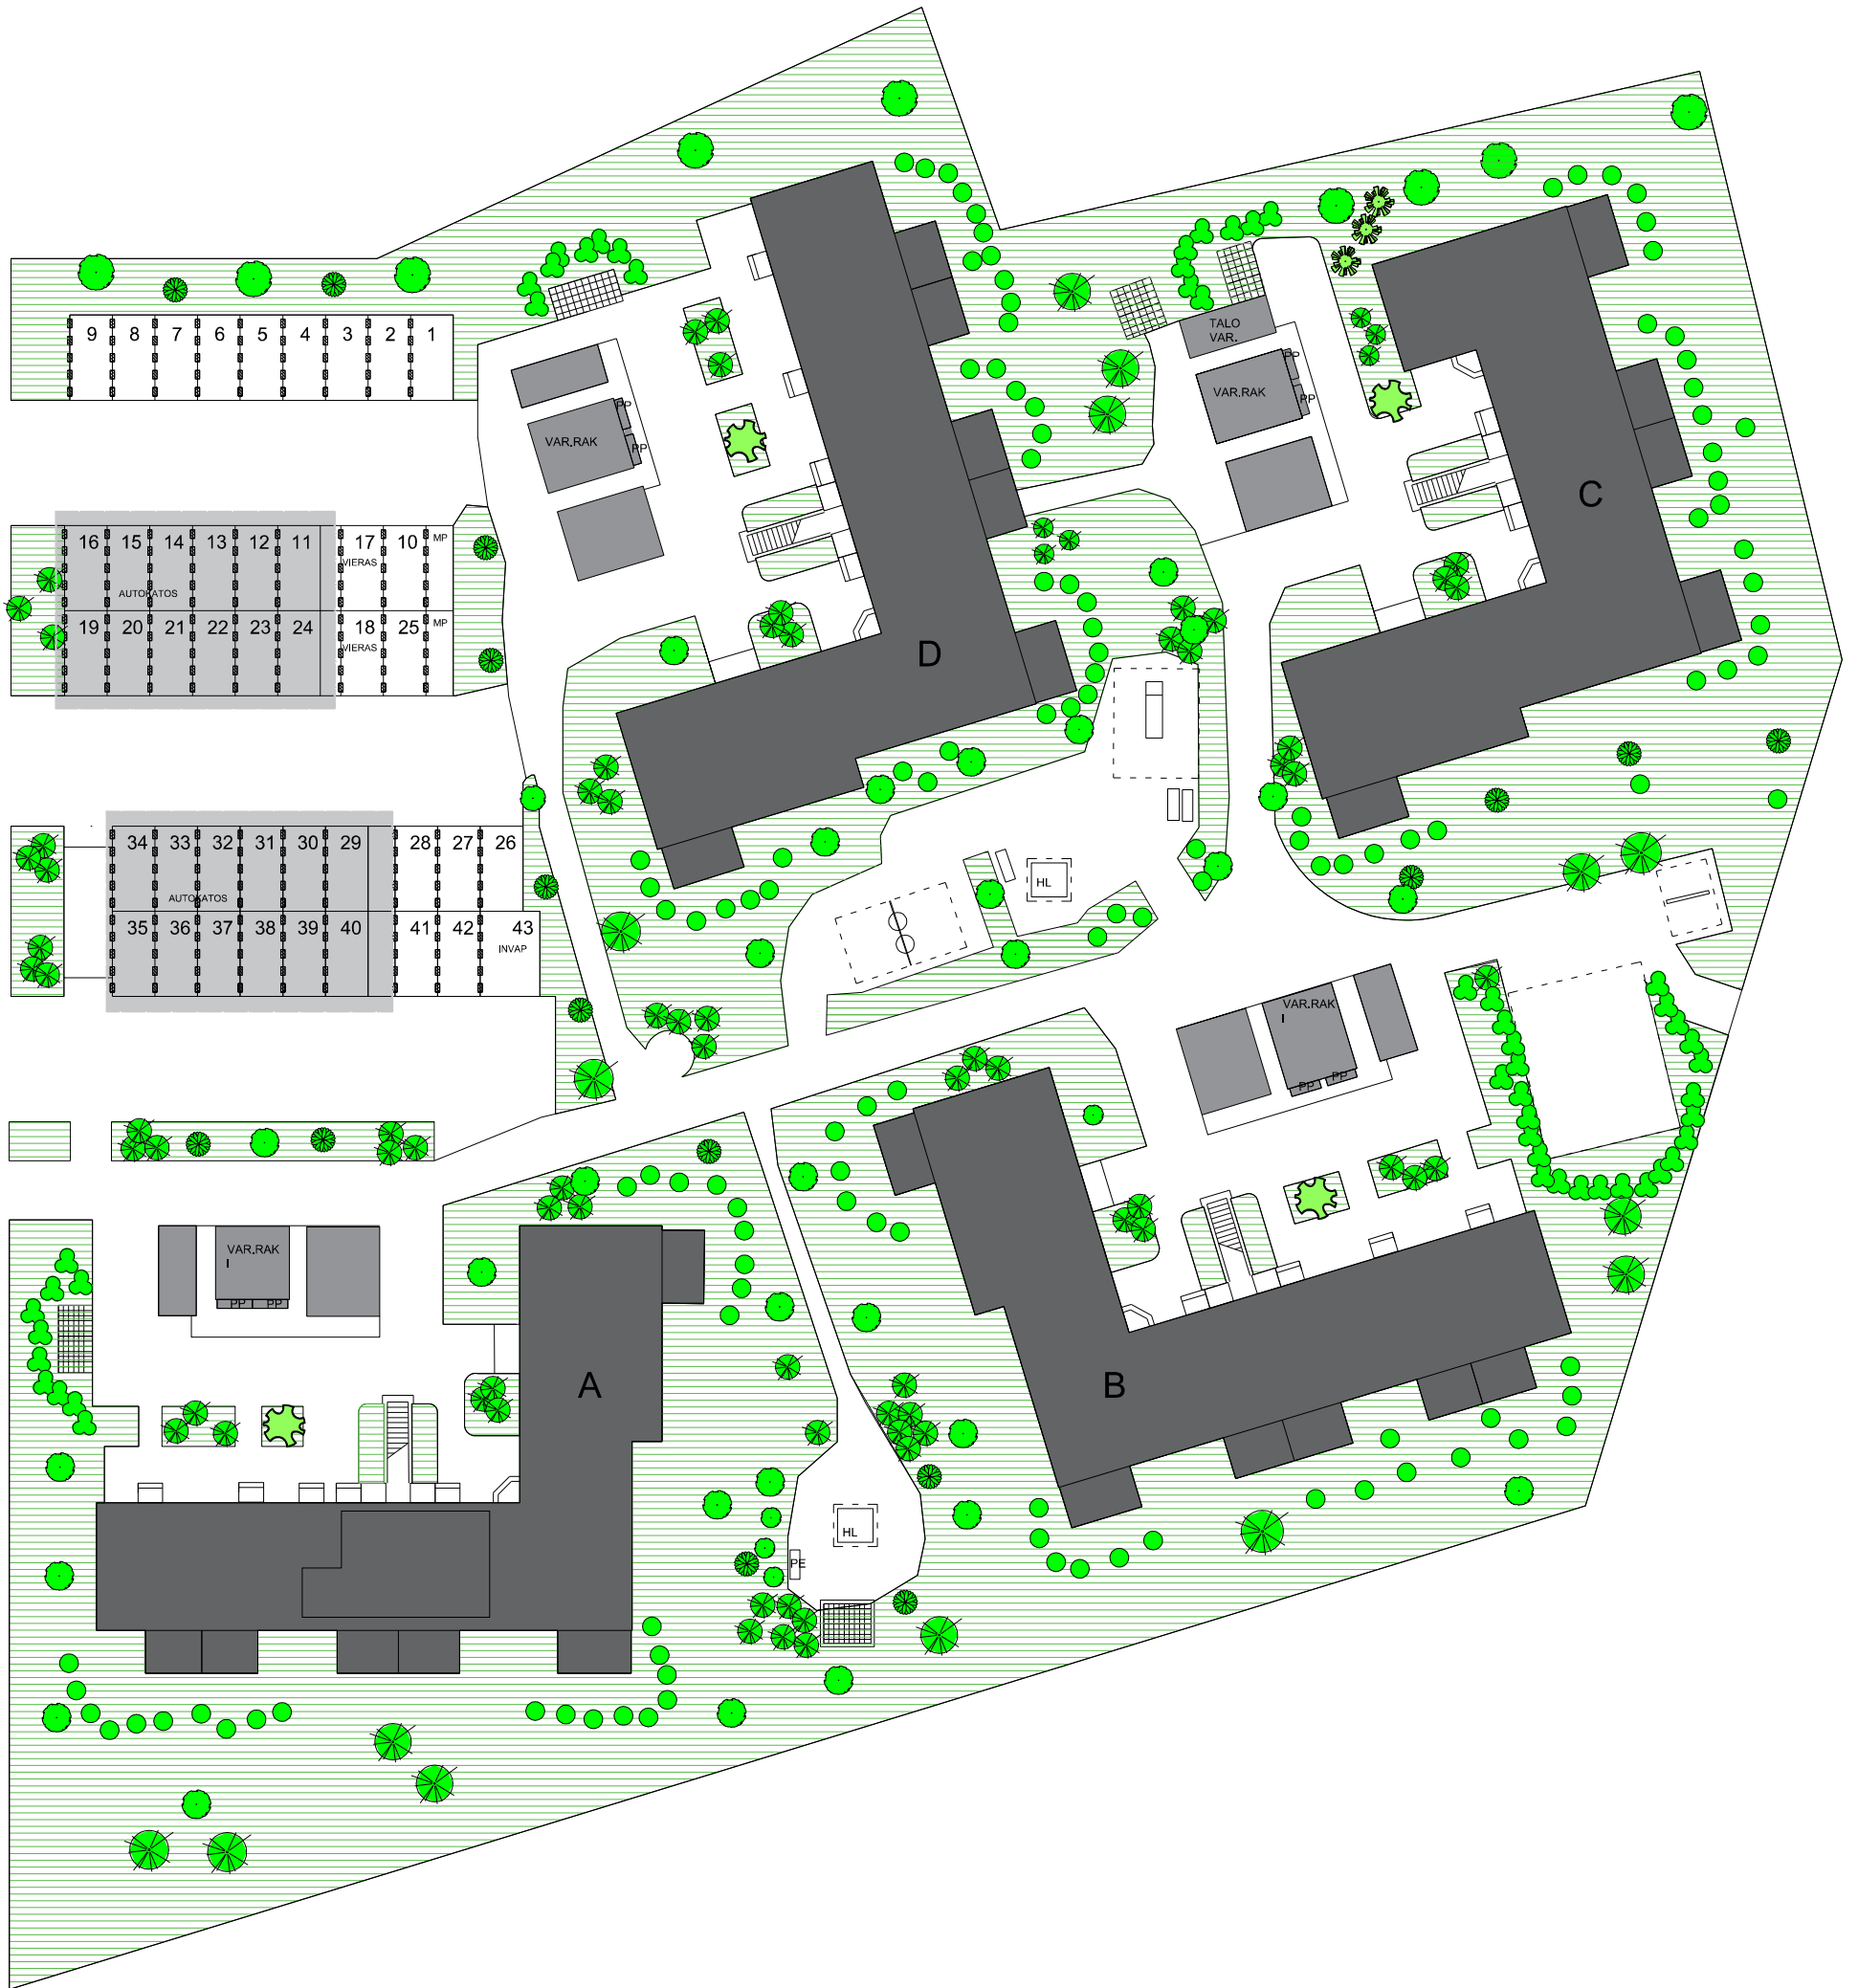 9 8 7 6 5 4 3 2 1
TALO
VAR.
PP
VAR.RAK
PP
PP
VAR.RAK
PP
C
16 15 14 13 12 11 17 10 MP
VIERAS
AUTOKATOS
19 20 21 22 23 24 18 25 MP
VIERAS
D
34 33 32 31 30 29 28 27 26
AUTOKATOS
35 36 37 38 39 40 41 42 43
INVAP
HL
VAR.RAK
I
PP PP
VAR.RAK
I
PP PP
A
B
HL
PE